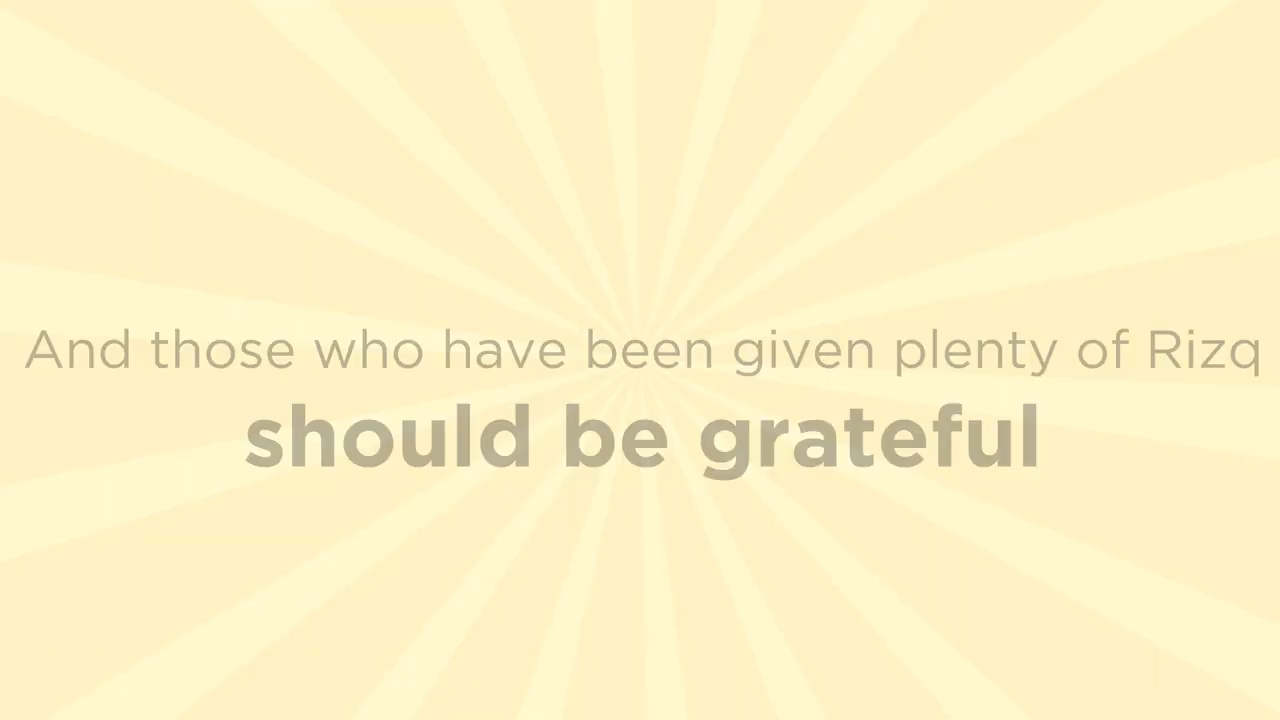 And those who have been given plenty of Rizq
should be grateful